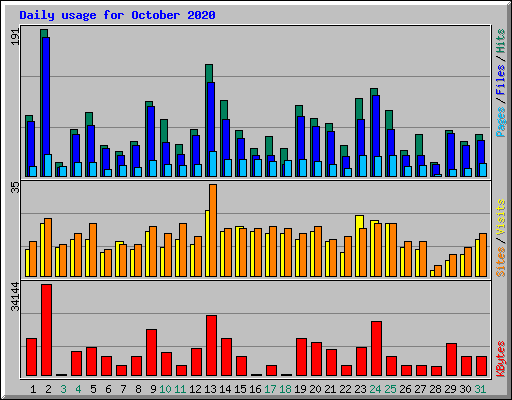 Daily usage for October 2020
191
Pages / Files / Hits
35
Sites / Visits
34144
KBytes
1 2 3 4 5 6 7 8 9 10 11 12 13 14 15 16 17 18 19 20 21 22 23 24 25 26 27 28 29 30 31